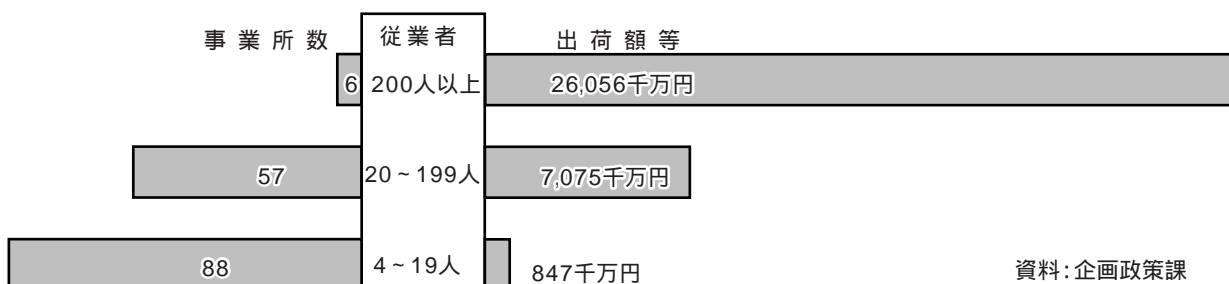 事業所数 従業者 出荷額等
6 200人以上 26,056千万円
57 20~199人 7,075千万円
88 4~19人 847千万円
資料:企画政策課